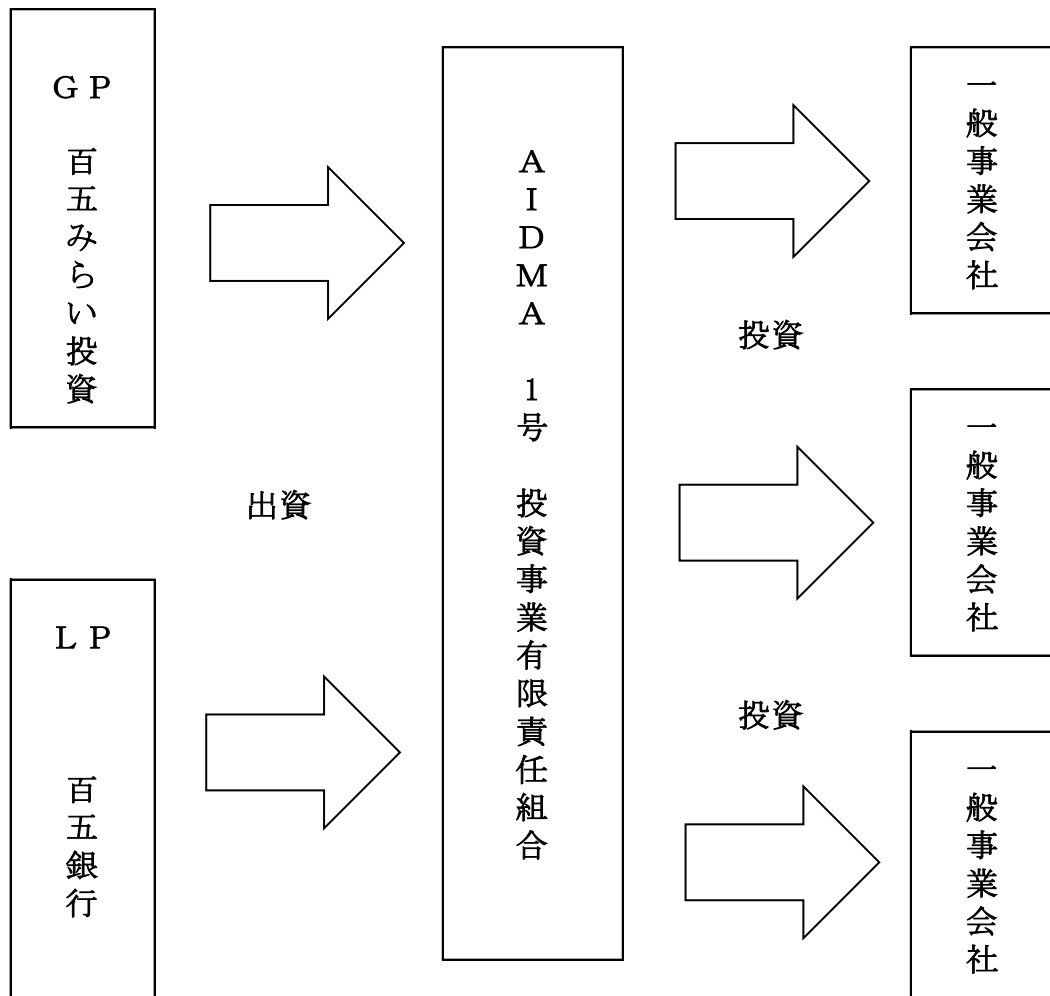 ＧＰ
百五みらい投資
出資
ＬＰ
百五銀行
ＡＩＤＭＡ　１号　投資事業有限責任組合
投資
投資
一般事業会社
一般事業会社
一般事業会社